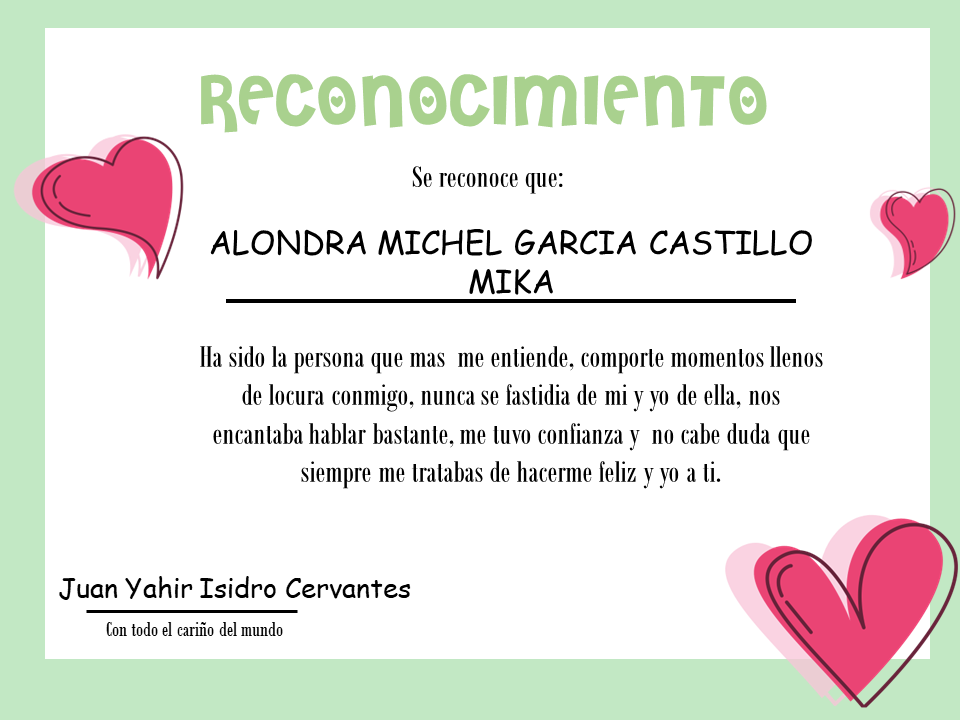 Reconocimiento
Se reconoce que:
ALONDRA MICHEL GARCIA CASTILLO
MIKA
Ha sido la persona que mas  me entiende, comporte momentos llenos
de locura conmigo, nunca se fastidia de mi y yo de ella, nos
encantaba hablar bastante, me tuvo confianza y  no cabe duda que
siempre me tratabas de hacerme feliz y yo a ti.
Juan Yahir Isidro Cervantes
Con todo el cariño del mundo